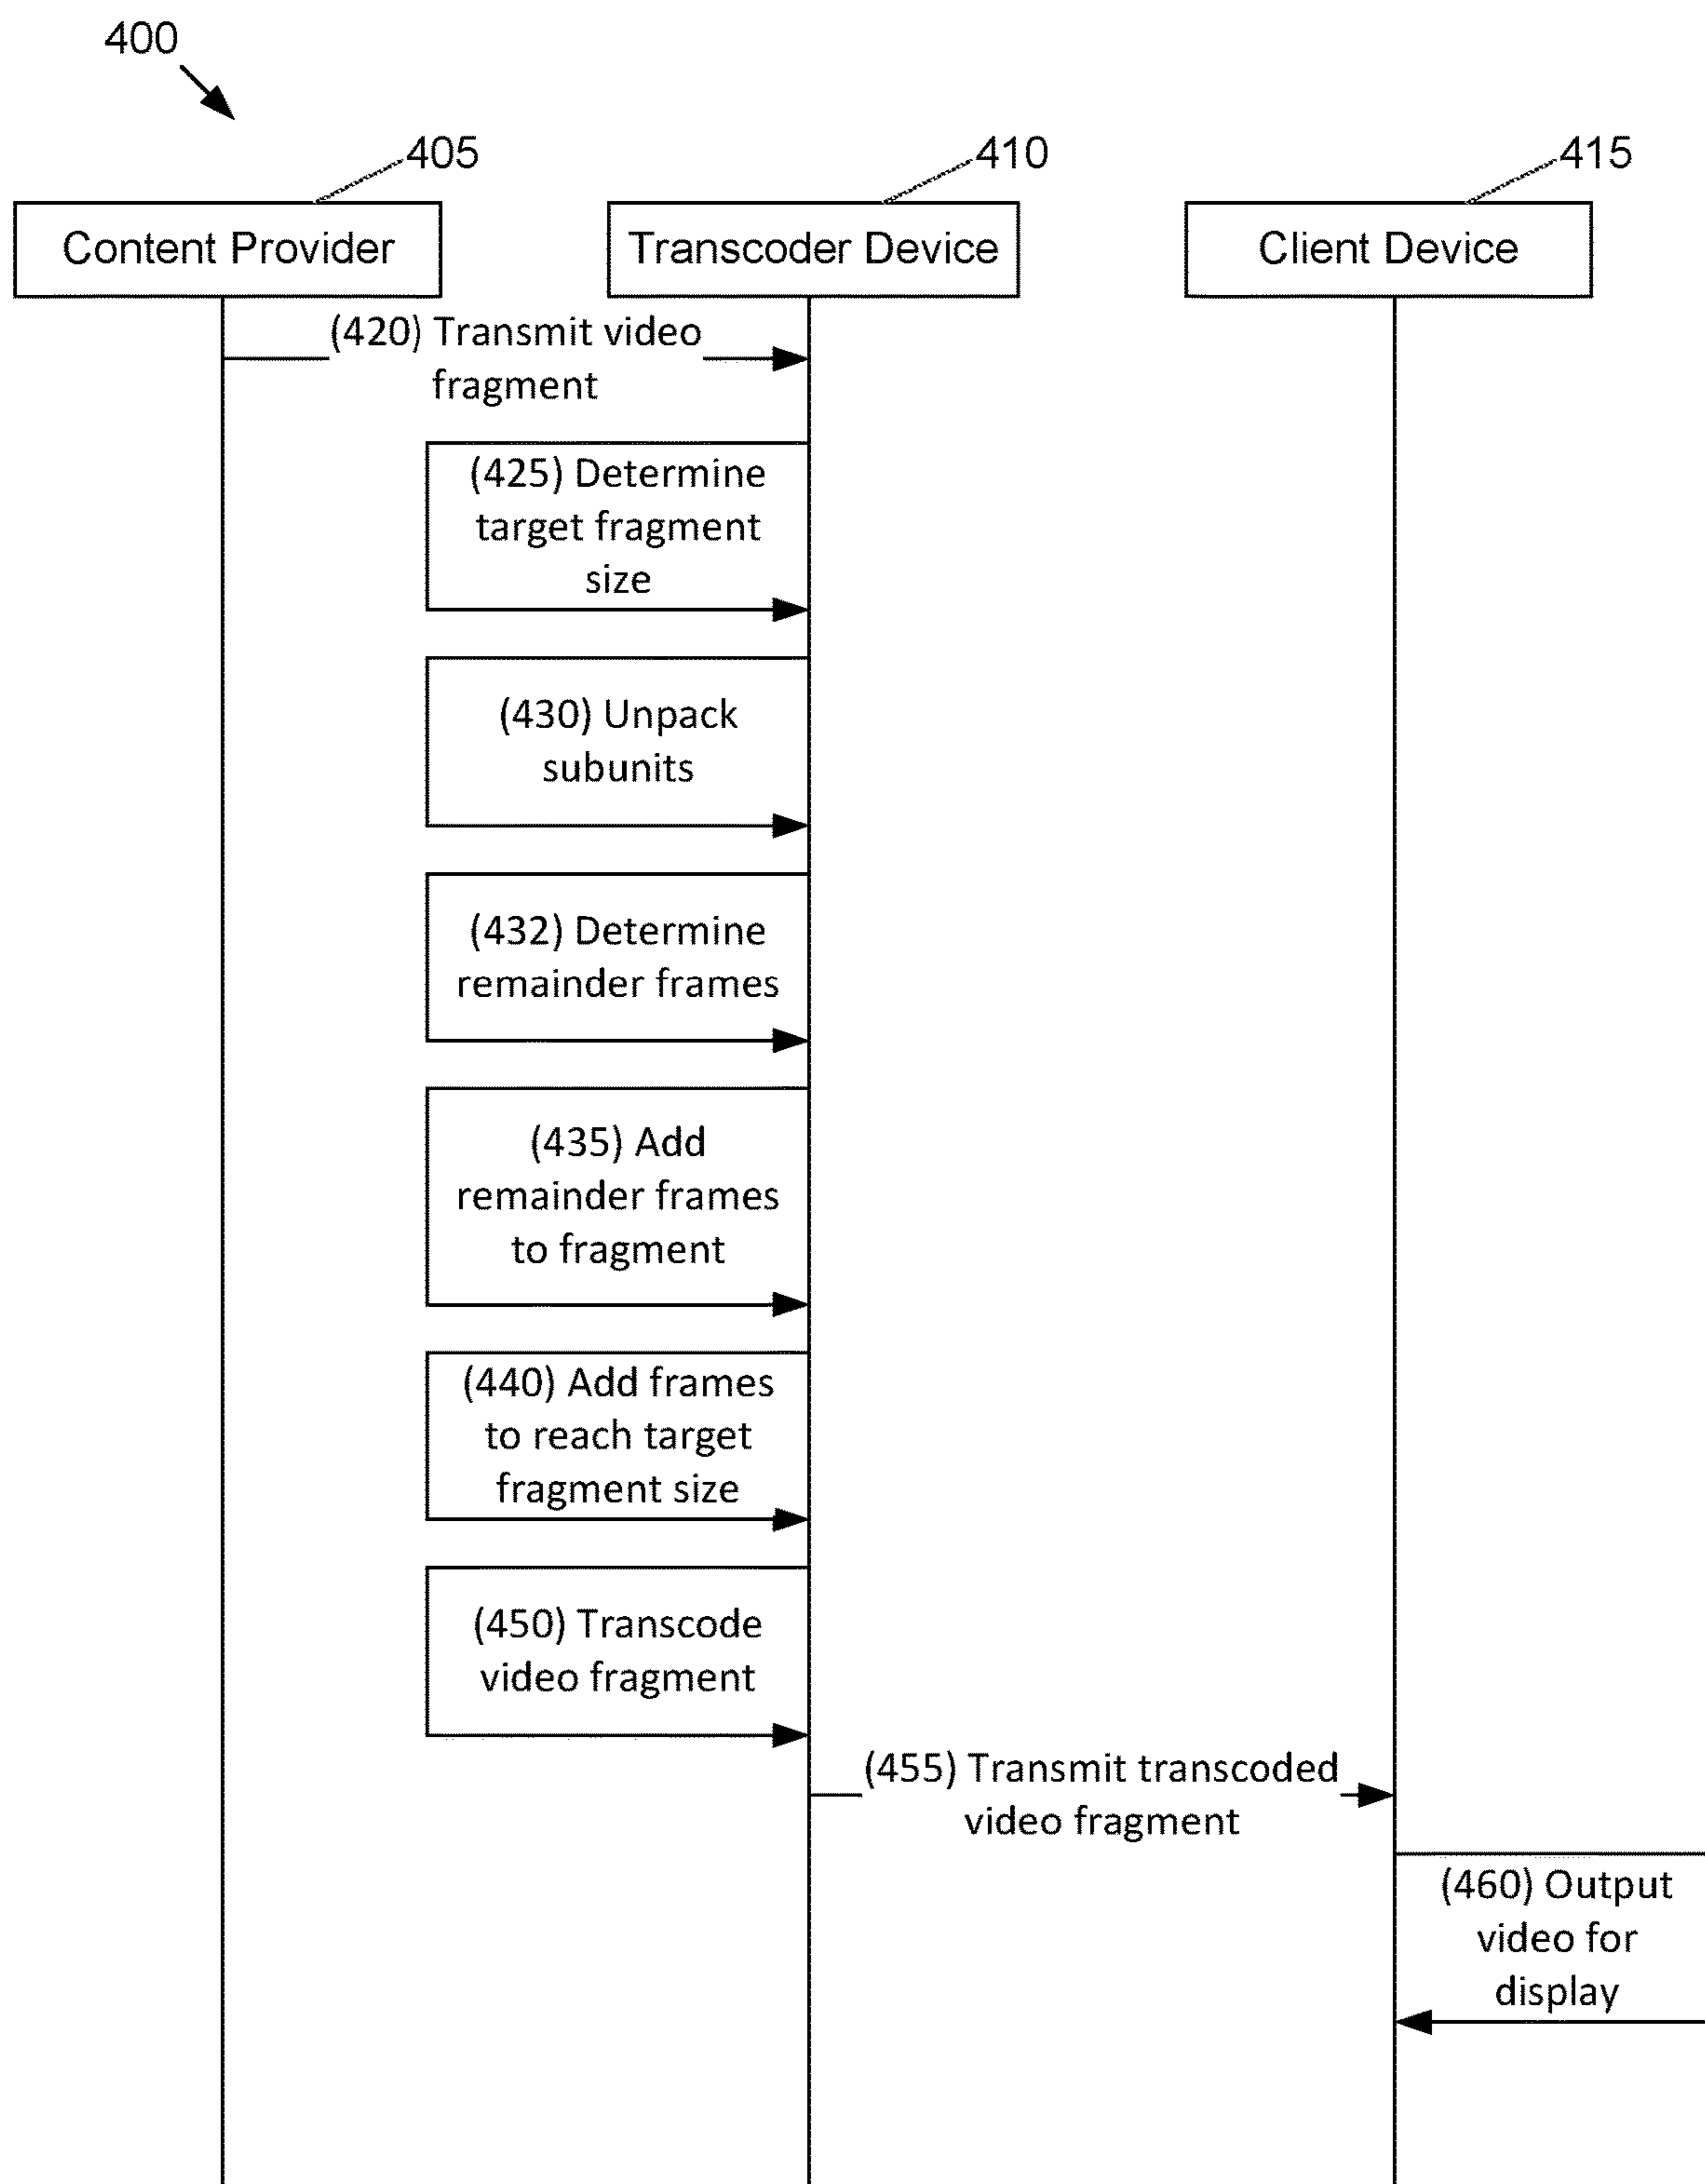 400
405
410
415
Content Provider
Transcoder Device
Client Device
(420) Transmit video
fragment
(425) Determine
target fragment
size
(430) Unpack
subunits
(432) Determine
remainder frames
(435) Add
remainder frames
to fragment
(440) Add frames
to reach target
fragment size
(450) Transcode
video fragment
(455) Transmit transcoded
video fragment
(460) Output
video for
display